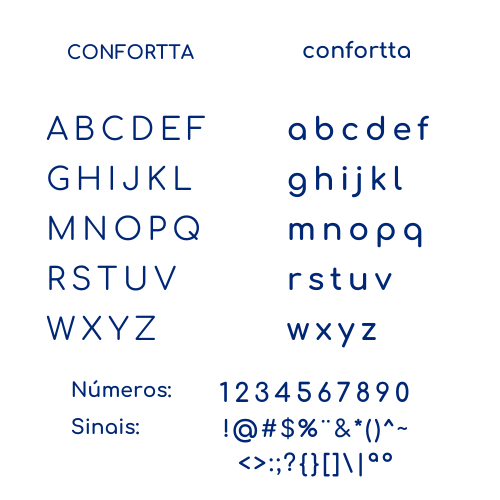 CONFORTTA confortta
ABCDEF abcdef
GHIJKL ghijkl
MNOPQ mnopq
RSTUV rstuv
WXYZ wxyz
Números: 1234567890
Sinais: !@#$%¨&*()^~
<>:;?{}[]\|ªº